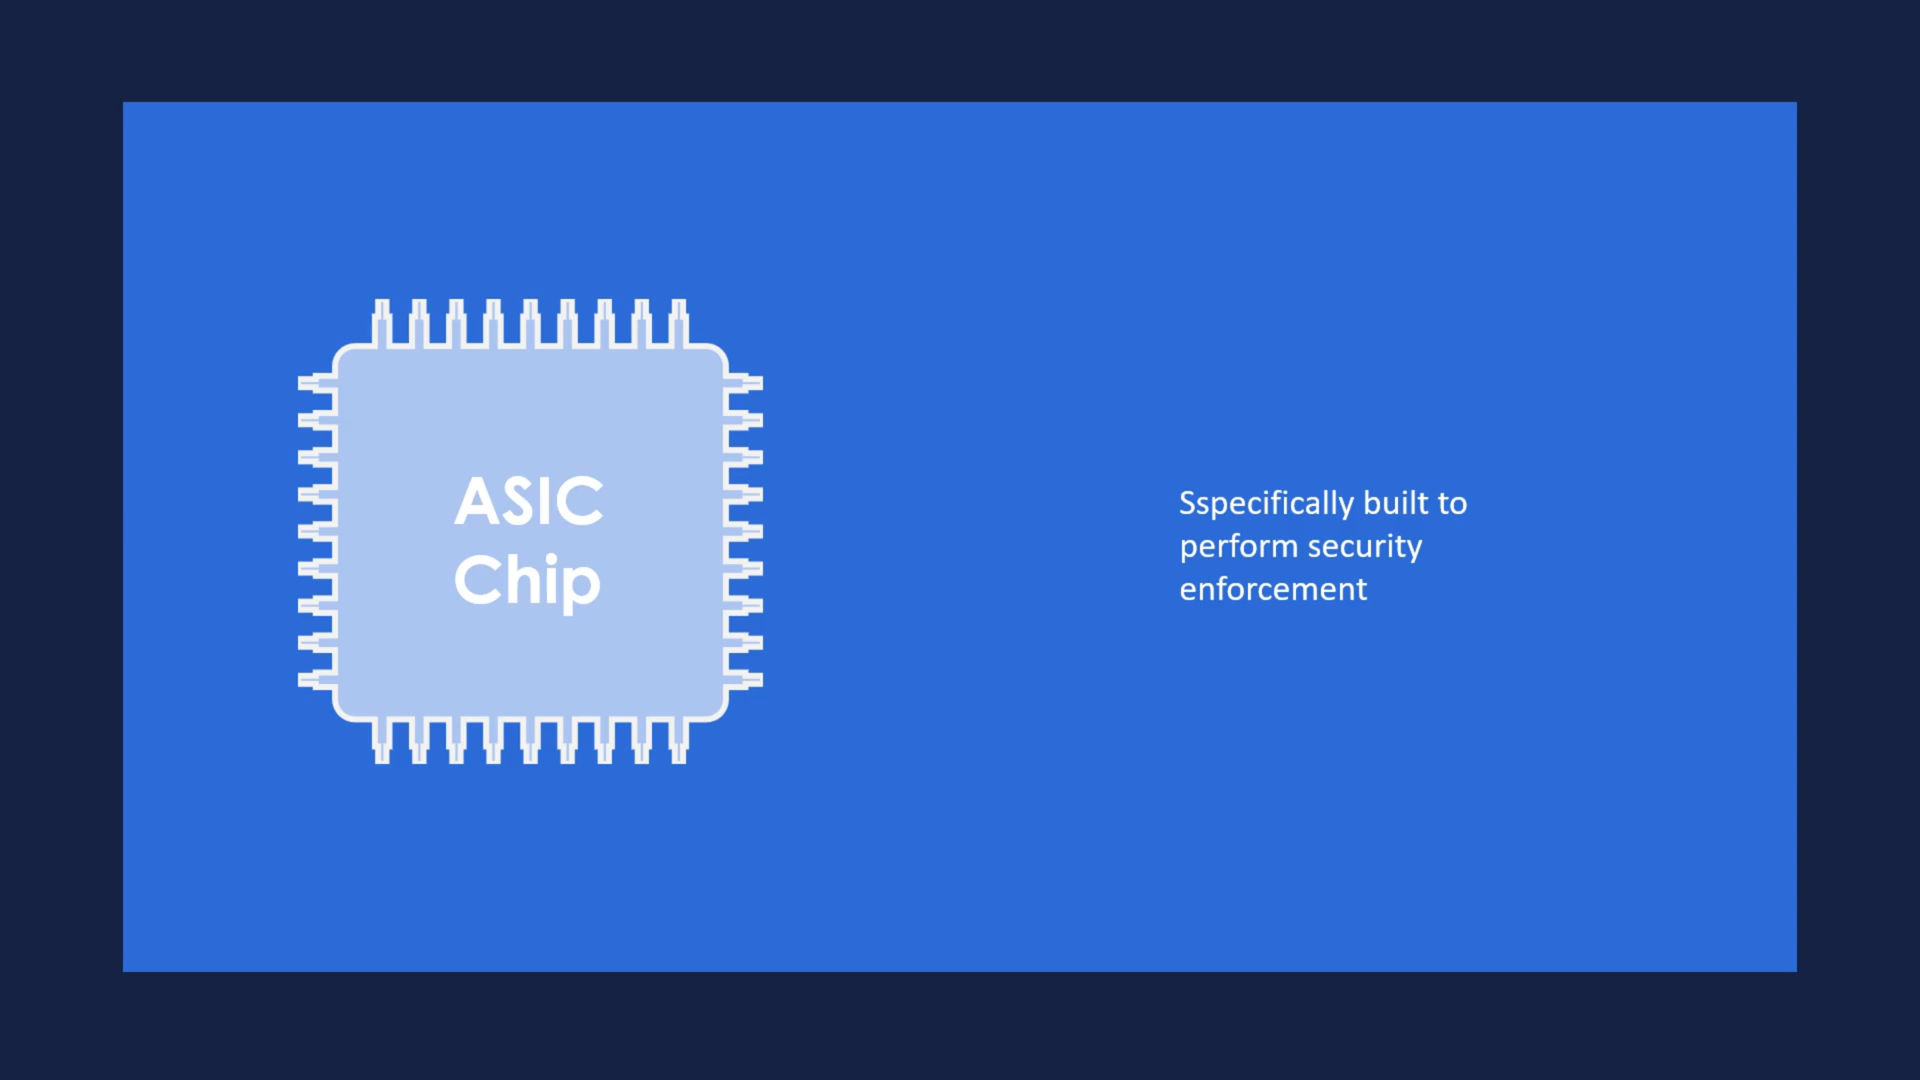 ASIC
Chip
Sspecifically built to
perform security
enforcement